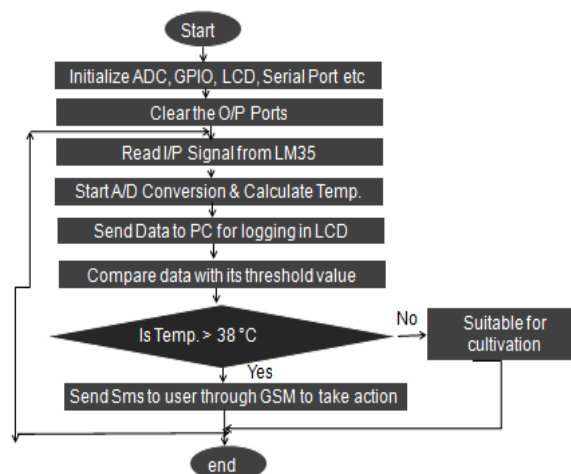 Start
Initialize ADC, GPIO, LCD, Serial Port etc
Clear the O/P Ports
Read I/P Signal from LM35
Start A/D Conversion & Calculate Temp.
Send Data to PC for logging in LCD
Compare data with its threshold value
Is Temp. > 38 °C
No
Suitable for
cultivation
Yes
Send Sms to user through GSM to take action
end